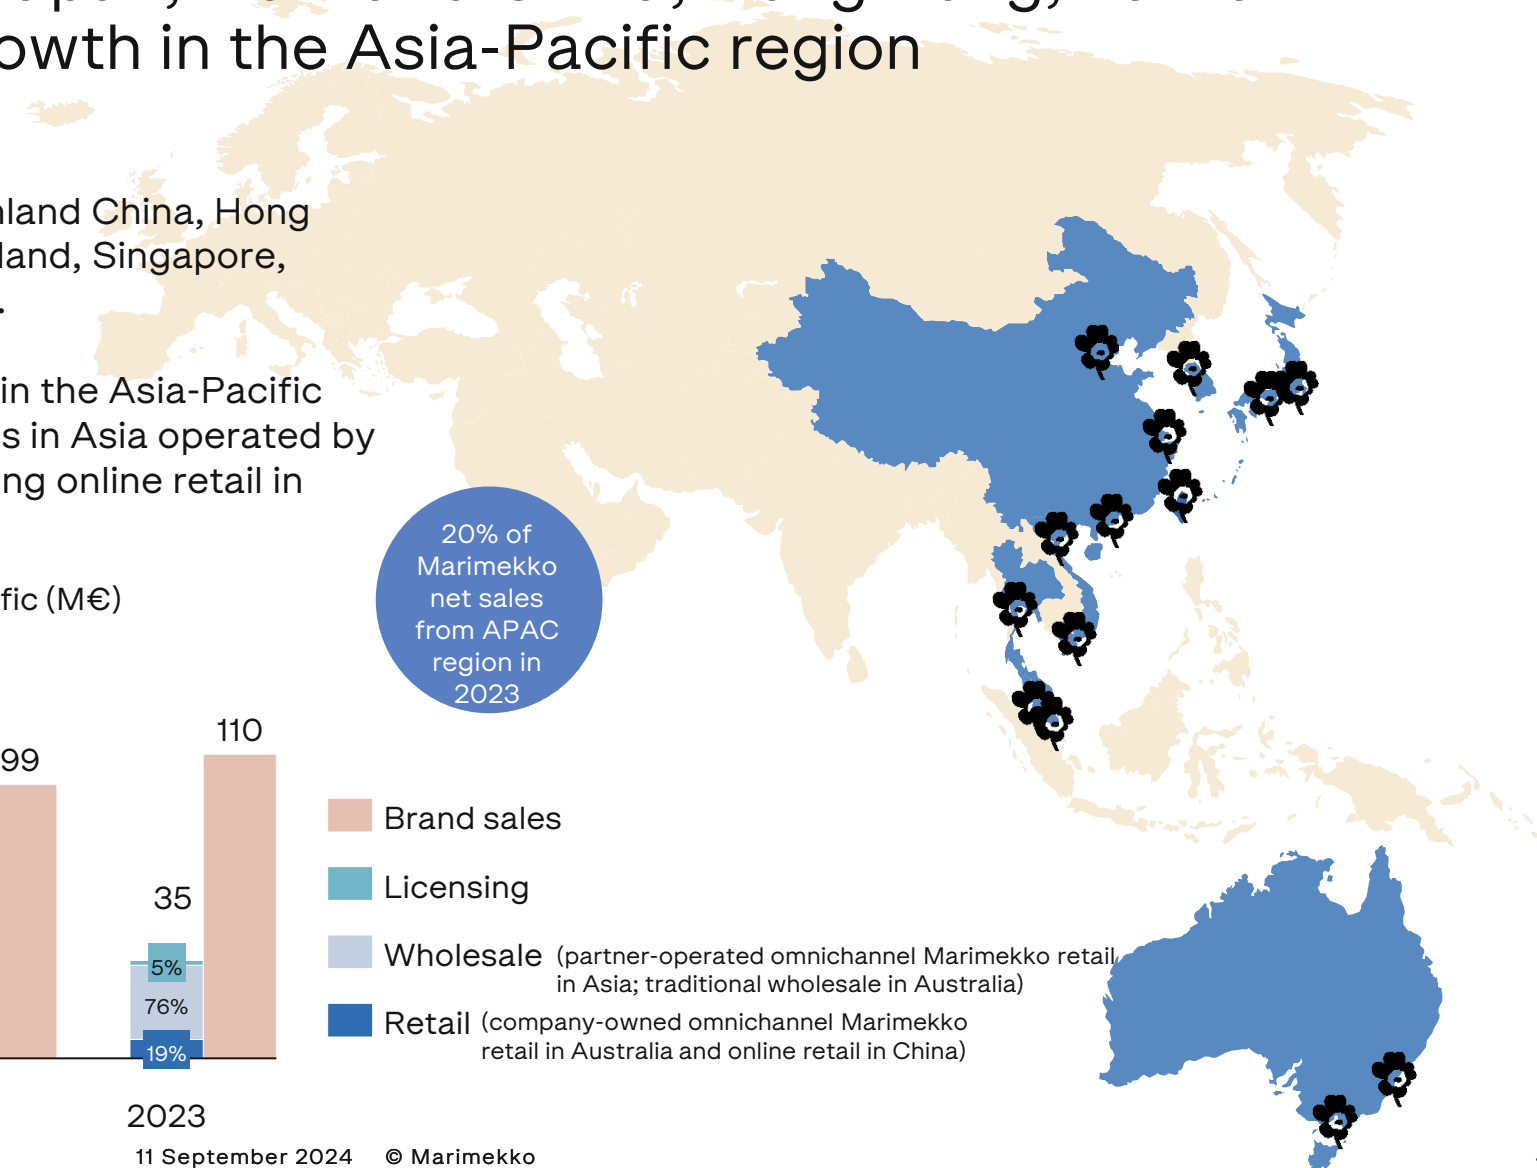 owth in the Asia-Pacific region
land China, Hong
land, Singapore,
in the Asia-Pacific
s in Asia operated by
ng online retail in
fic (M€)
20% of
Marimekko
net sales
from APAC
region in
2023
99
110
35
5%
76%
19%
2023
Brand sales
Licensing
Wholesale (partner-operated omnichannel Marimekko retail
in Asia; traditional wholesale in Australia)
Retail (company-owned omnichannel Marimekko
retail in Australia and online retail in China)
11 September 2024 © Marimekko